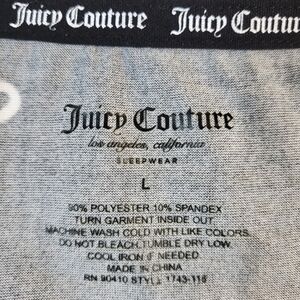 Juicy Couture Juicy Coutur
Juicy Couture
los angeles, california
SLEEPWEAR
L
90% POLYESTER 10% SPANDEX
TURN GARMENT INSIDE OUT
MACHINE WASH COLD WITH LIKE COLORS
DO NOT BLEACH.TUMBLE DRY LOW.
COOL IRON IF NEEDED
MADE IN CHINA
RN 90410 STYLE 1743-118